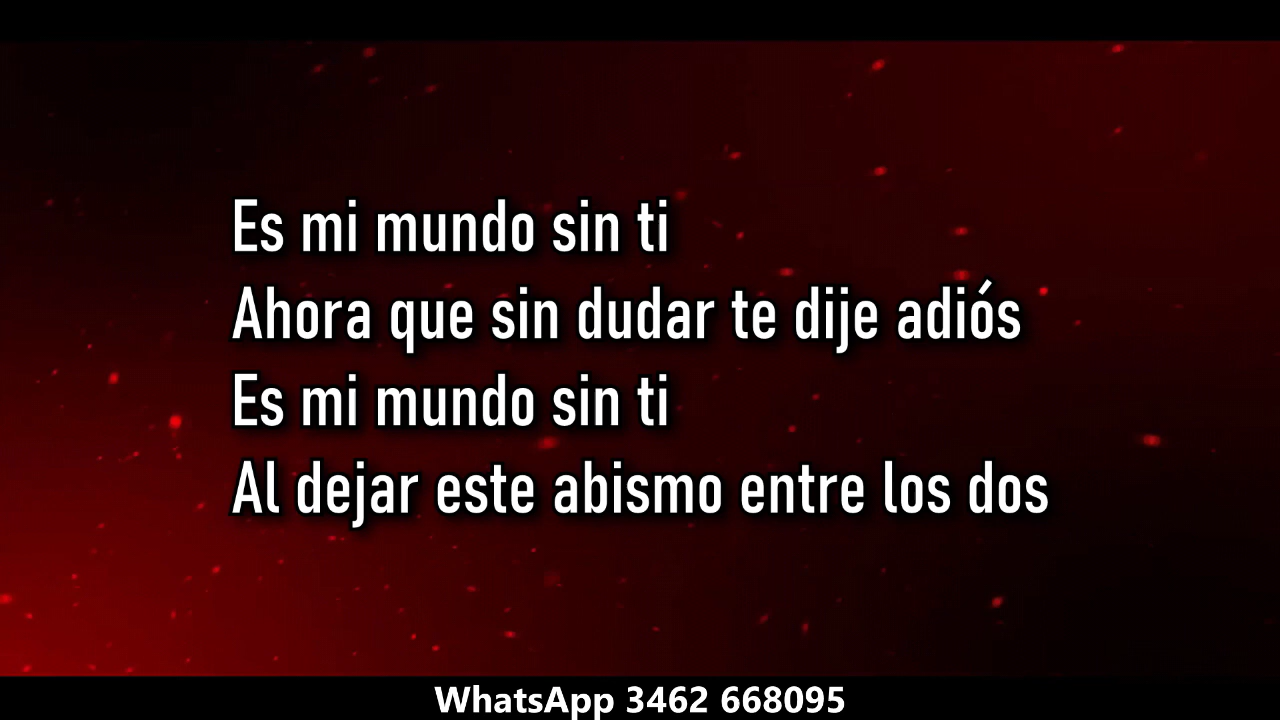 Es mi mundo sin ti
Ahora que sin dudar te dije adiós
Es mi mundo sin ti
Al dejar este abismo entre los dos
WhatsApp 3462 668095